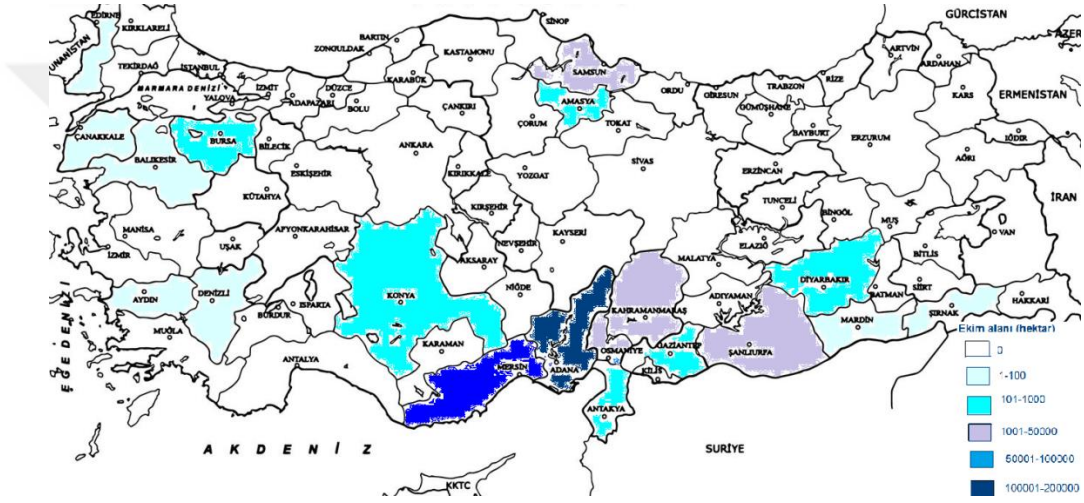 GÜRCİSTAN
EDİRNE
KIRKLARELİ
SİNOP
BARTIN
ZONGULDAK
KASTAMONU
ARTVİN
ARDAHAN
TEKİRDAĞ
İSTANBUL
KARABÜK
SAMSUN
RİZE
TRABZON
MARMARA DENİZİ
İZMİT
DÜZCE
ORDU
GİRESUN
KARS
YALOVA
ADAPAZARI
BOLU
ÇANKIRI
AMASYA
GÜMÜŞHANE
ERMENİSTAN
ÇANAKKALE
ÇORUM
TOKAT
BAYBURT
ERZURUM
IĞDIR
BURSA
BİLECİK
ANKARA
AĞRI
BALIKESİR
ESKİŞEHİR
KIRIKKALE
YOZGAT
SİVAS
ERZİNCAN
KÜTAHYA
TUNCELİ
İRAN
KIRŞEHİR
BİNGÖL
MUŞ
MANİSA
UŞAK
AFYONKARAHİSAR
NEVŞEHİR
KAYSERİ
ELAZIĞ
VAN
İZMİR
AKSARAY
MALATYA
BİTLİS
DİYARBAKIR
BATMAN
SİİRT
AYDIN
DENİZLİ
ISPARTA
BURDUR
KONYA
NİĞDE
ADIYAMAN
HAKKARİ
KAHRAMANMARAŞ
ŞIRNAK
MARDİN
MUĞLA
EGE DENİZİ
KARAMAN
OSMANİYE
GAZİANTEP
ŞANLIURFA
ANTALYA
MERSİN
ADANA
KİLİS
ANTAKYA
Ekim alanı (hektar)
0
1-100
101-1000
1001-50000
50001-100000
100001-200000
AKDENİZ
SURİYE
KKTC